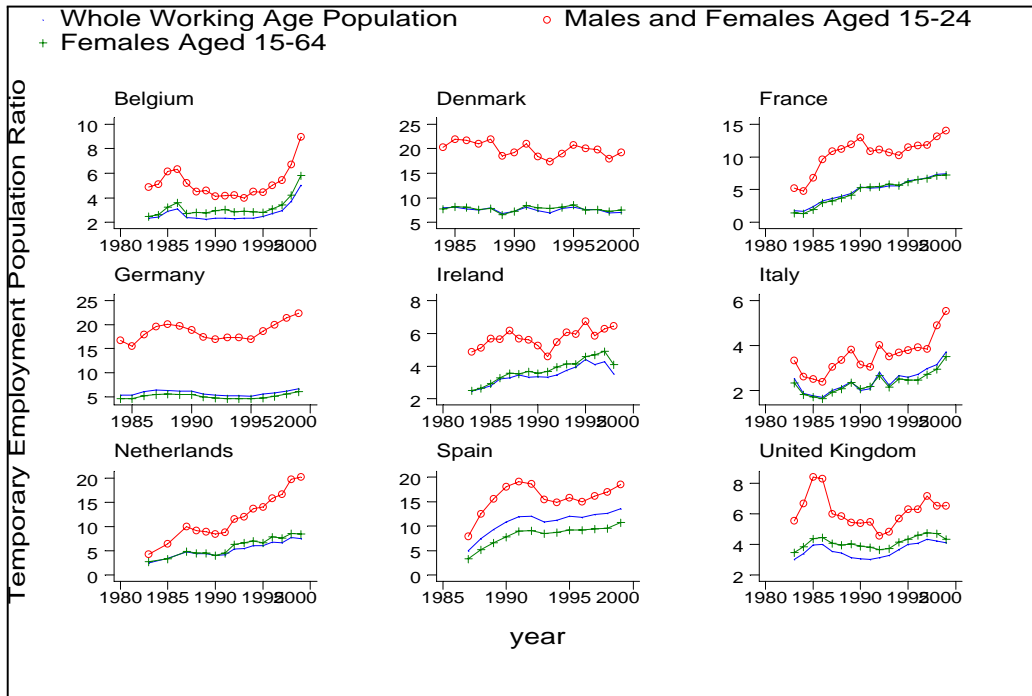 Whole Working Age Population
Males and Females Aged 15-24
Females Aged 15-64
Temporary Employment Population Ratio
Belgium
10
8
6
4
2
1980 1985 1990 1995 2000
Denmark
25
20
15
10
5
1985 1990 1995 2000
France
15
10
5
0
1980 1985 1990 1995 2000
Germany
25
20
15
10
5
1985 1990 1995 2000
Ireland
8
6
4
2
1980 1985 1990 1995 2000
Italy
6
4
2
1980 1985 1990 1995 2000
Netherlands
20
15
10
5
0
1980 1985 1990 1995 2000
Spain
20
15
10
5
0
1985 1990 1995 2000
United Kingdom
8
6
4
2
1980 1985 1990 1995 2000
year